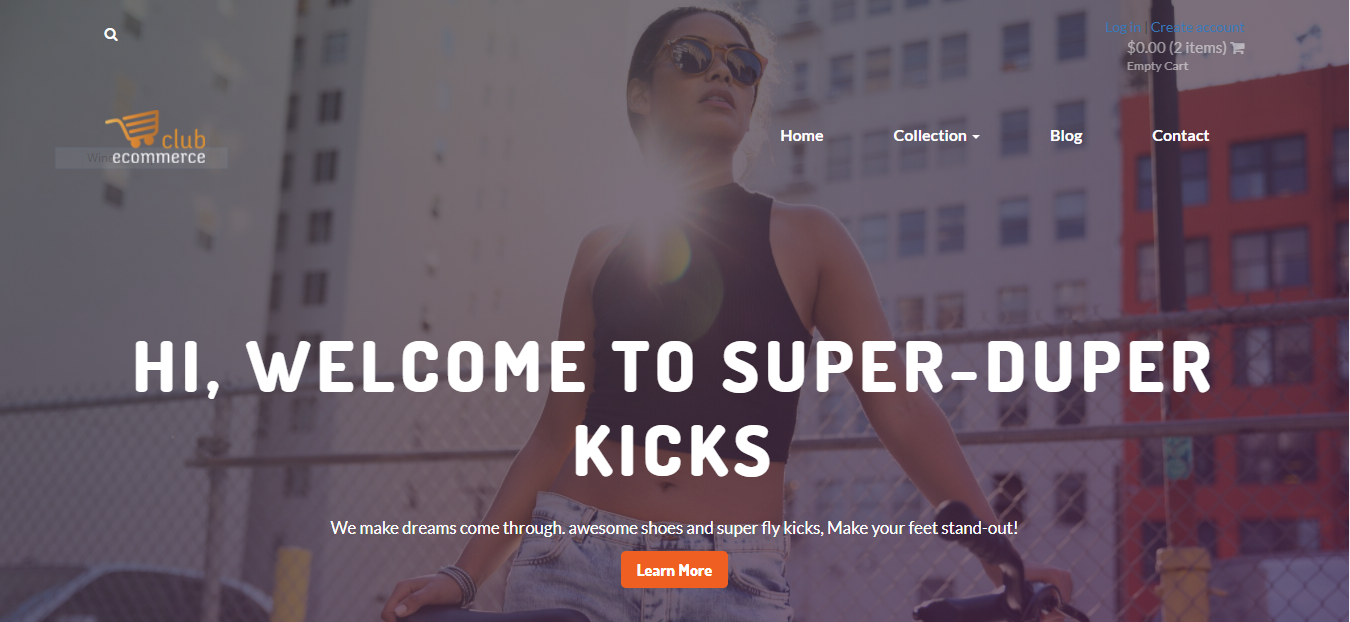 Log in | Create account
$0.00 (2 items)
Empty Cart
club
ecommerce
Home
Collection
Blog
Contact
HI, WELCOME TO SUPER-DUPER
KICKS
We make dreams come through. awesome shoes and super fly kicks, Make your feet stand-out!
Learn More